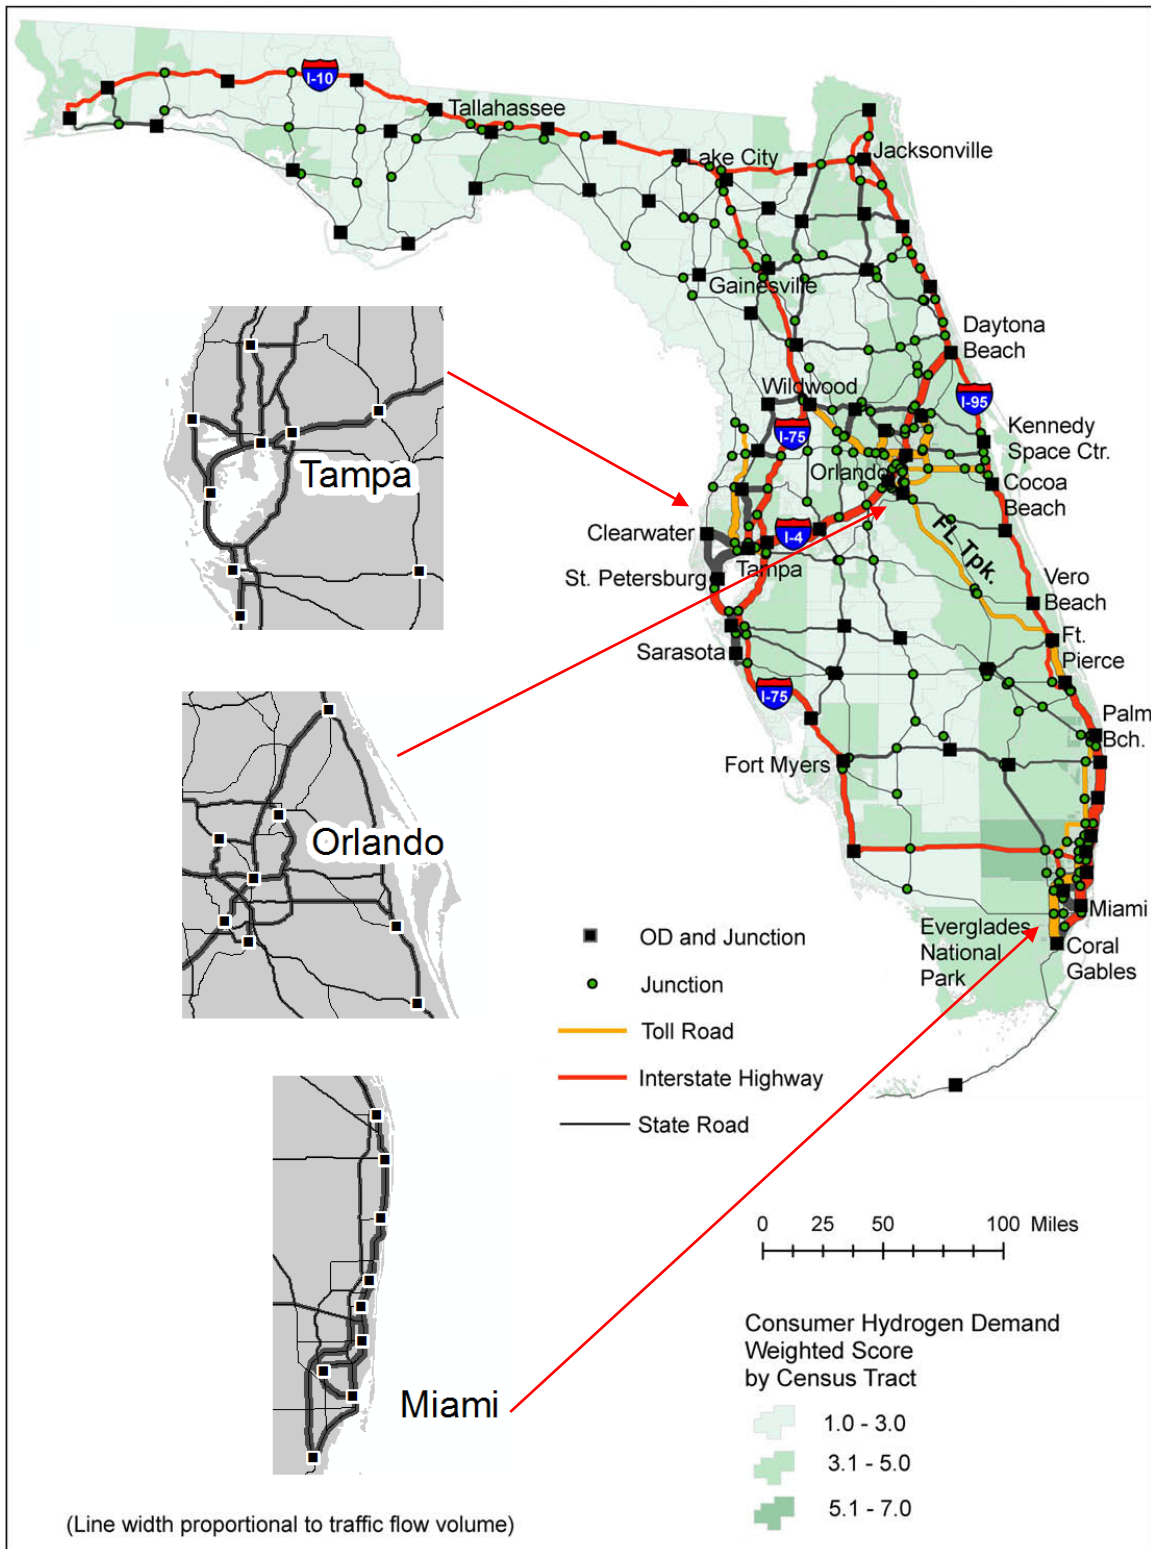 I-10
Tallahassee
Lake City
Jacksonville
Gainesville
Daytona
Beach
Wildwood
I-95
I-75
Kennedy
Space Ctr.
Orlando
Cocoa
Beach
Tampa
Clearwater
I-4
FL Tpk.
Tampa
St. Petersburg
Vero
Beach
Ft.
Pierce
Sarasota
I-75
Palm
Bch.
Fort Myers
Orlando
Miami
Everglades
National
Park
Coral
Gables
OD and Junction
Junction
Toll Road
Interstate Highway
State Road
0 25 50 100 Miles
Consumer Hydrogen Demand
Weighted Score
by Census Tract
1.0 - 3.0
3.1 - 5.0
5.1 - 7.0
Miami
(Line width proportional to traffic flow volume)